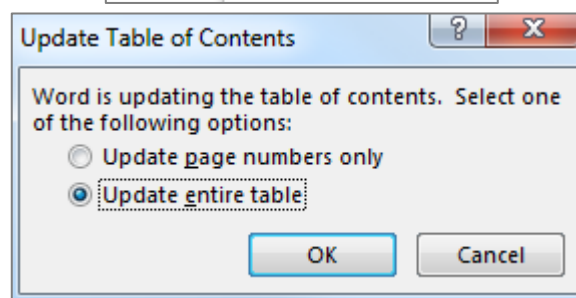 Update Table of Contents
?
Word is updating the table of contents. Select one
of the following options:
Update page numbers only
Update entire table
OK
Cancel